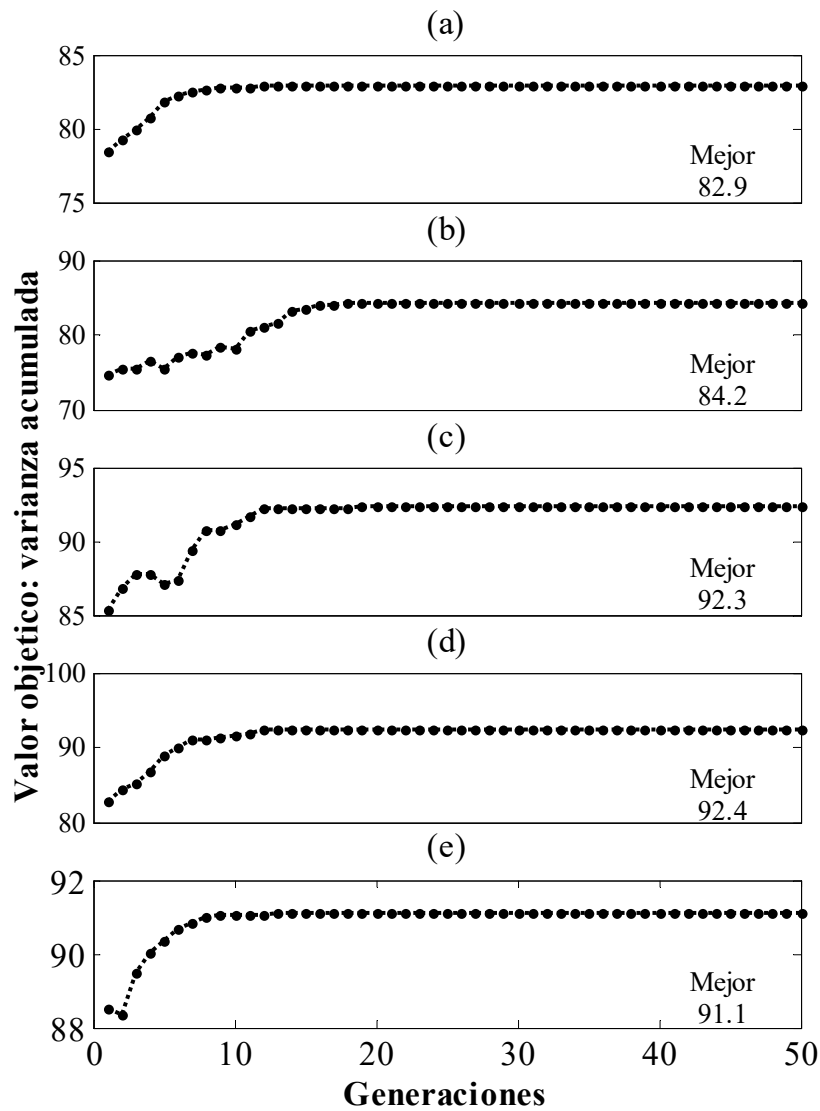 (a)
85
80
75
Mejor
82.9
(b)
90
80
70
Mejor
84.2
(c)
95
90
85
Mejor
92.3
(d)
100
90
80
Mejor
92.4
(e)
92
90
88
Mejor
91.1
0 10 20 30 40 50
Generaciones
Valor objetico: varianza acumulada